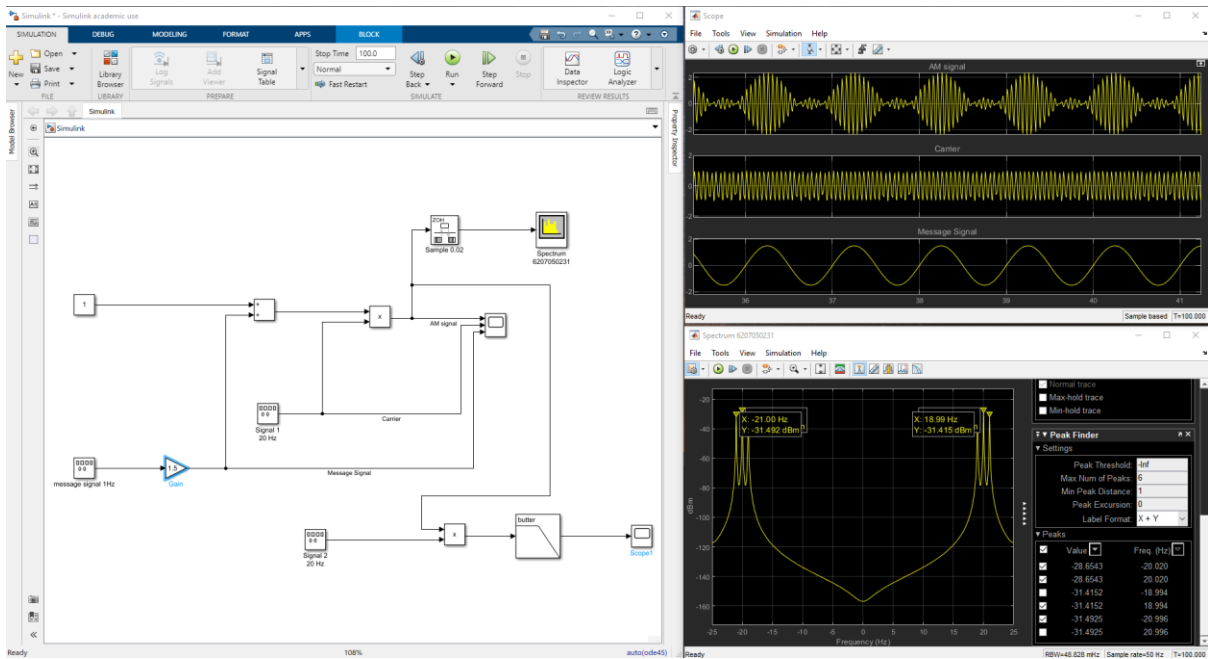 Simulink * - Simulink academic use
SIMULATION DEBUG MODELING FORMAT APPS BLOCK
New
Open
Save
Print
FILE
Library
Browser
LIBRARY
Log
Signals
Add
Viewer
Signal
Table
PREPARE
Stop Time 100.0
Normal
Fast Restart
Step
Back
Run
Step
Forward
Stop
SIMULATE
Data
Inspector
Logic
Analyzer
REVIEW RESULTS
Simulink
Simulink
Model Browser
Property Inspector
ZOH
Sample 0.02
Spectrum
6207050231
1
+
+
x
AM signal
Signal 1
20 Hz
Carrier
message signal 1Hz
1.5
Gain
Message Signal
Signal 2
20 Hz
x
butter
Scope1
Ready 108% auto(ode45)
Scope
File Tools View Simulation Help
AM signal
2
0
-2
Carrier
2
0
-2
Message Signal
2
0
-2
36 37 38 39 40 41
Ready Sample based T=100.000
Spectrum 6207050231
File Tools View Simulation Help
-20
-40
-60
-80
-100
-120
-140
-160
dBm
X: -21.00 Hz
Y: -31.492 dBm
X: 18.99 Hz
Y: -31.415 dBm
-25 -20 -15 -10 -5 0 5 10 15 20 25
Frequency (Hz)
Normal trace
Max-hold trace
Min-hold trace
Peak Finder
Settings
Peak Threshold: -Inf
Max Num of Peaks: 6
Min Peak Distance: 1
Peak Excursion: 0
Label Format: X + Y
Peaks
Value Freq. (Hz)
-28.6543 -20.020
-28.6543 20.020
-31.4152 -18.994
-31.4152 18.994
-31.4925 -20.996
-31.4925 20.996
Ready RBW=48.828 mHz Sample rate=50 Hz T=100.000